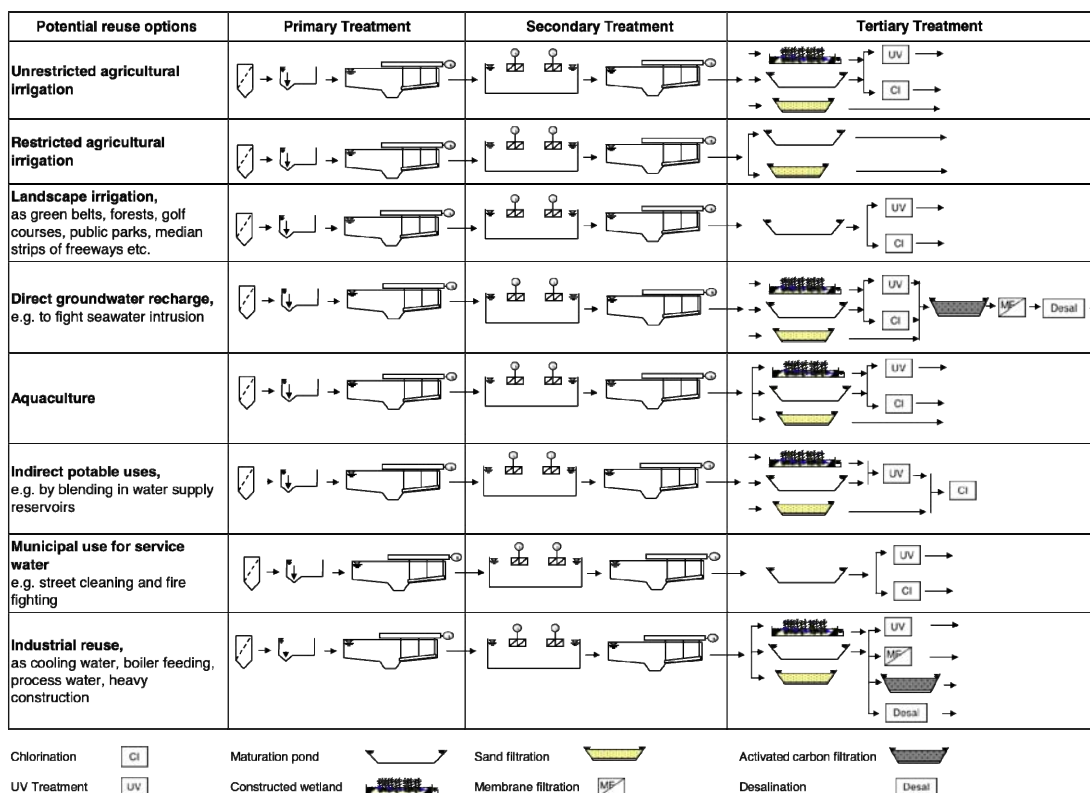 Potential reuse options Primary Treatment Secondary Treatment Tertiary Treatment
Unrestricted agricultural
irrigation
UV
Cl
Restricted agricultural
irrigation
Landscape irrigation,
as green belts, forests, golf
courses, public parks, median
strips of freeways etc.
UV
Cl
Direct groundwater recharge,
e.g. to fight seawater intrusion
UV
Cl
MF
Desal
Aquaculture
UV
Cl
Indirect potable uses,
e.g. by blending in water supply
reservoirs
UV
Cl
Municipal use for service
water
e.g. street cleaning and fire
fighting
UV
Cl
Industrial reuse,
as cooling water, boiler feeding,
process water, heavy
construction
UV
MF
Desal
Chlorination Cl Maturation pond Sand filtration Activated carbon filtration
UV Treatment UV Constructed wetland Membrane filtration MF Desalination Desal